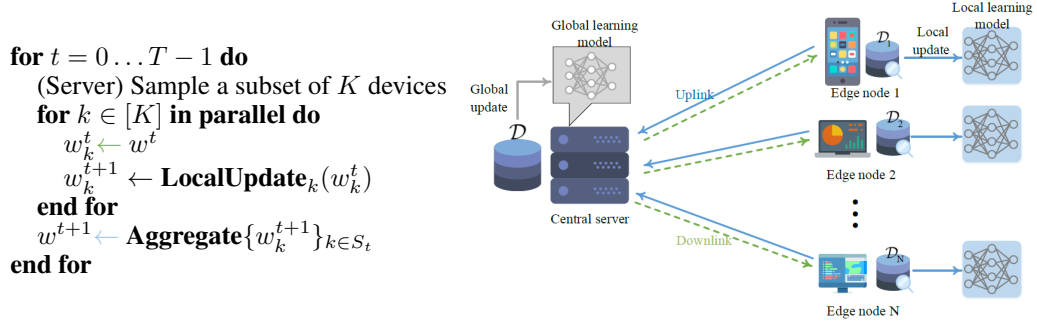 for t = 0 … T − 1 do
(Server) Sample a subset of K devices
for k ∈ [K] in parallel do
w_k^t ← w^t
w_k^{t+1} ← LocalUpdate_k(w_k^t)
end for
w^{t+1} ← Aggregate{w_k^{t+1}}_{k∈S_t}
end for
Global learning
model
Global
update
D
Central server
Uplink
Downlink
D_1
Edge node 1
Local
update
Local learning
model
D_2
Edge node 2
D_N
Edge node N